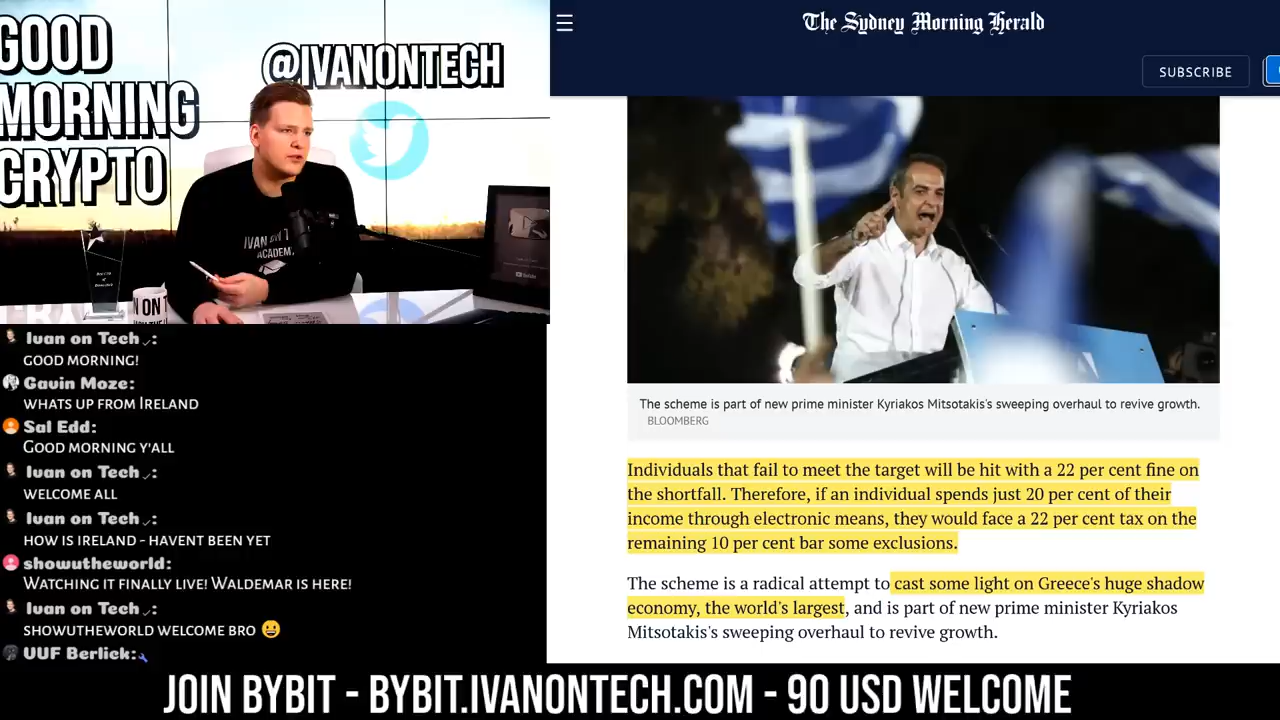 GOOD
MORNING
CRYPTO
@IVANONTECH
IVAN ON T
ACADEM
N ON T
YouTube
Ivan on Tech:
GOOD MORNING!
Gavin Moze:
WHATS UP FROM IRELAND
Sal Edd:
GOOD MORNING Y'ALL
Ivan on Tech:
WELCOME ALL
Ivan on Tech:
HOW IS IRELAND - HAVENT BEEN YET
showutheworld:
WATCHING IT FINALLY LIVE! WALDEMAR IS HERE!
Ivan on Tech:
SHOWUTHEWORLD WELCOME BRO 😀
UUF Berlick:
The Sydney Morning Herald
SUBSCRIBE
The scheme is part of new prime minister Kyriakos Mitsotakis's sweeping overhaul to revive growth.
BLOOMBERG
Individuals that fail to meet the target will be hit with a 22 per cent fine on
the shortfall. Therefore, if an individual spends just 20 per cent of their
income through electronic means, they would face a 22 per cent tax on the
remaining 10 per cent bar some exclusions.
The scheme is a radical attempt to cast some light on Greece's huge shadow
economy, the world's largest, and is part of new prime minister Kyriakos
Mitsotakis's sweeping overhaul to revive growth.
JOIN BYBIT - BYBIT.IVANONTECH.COM - 90 USD WELCOME